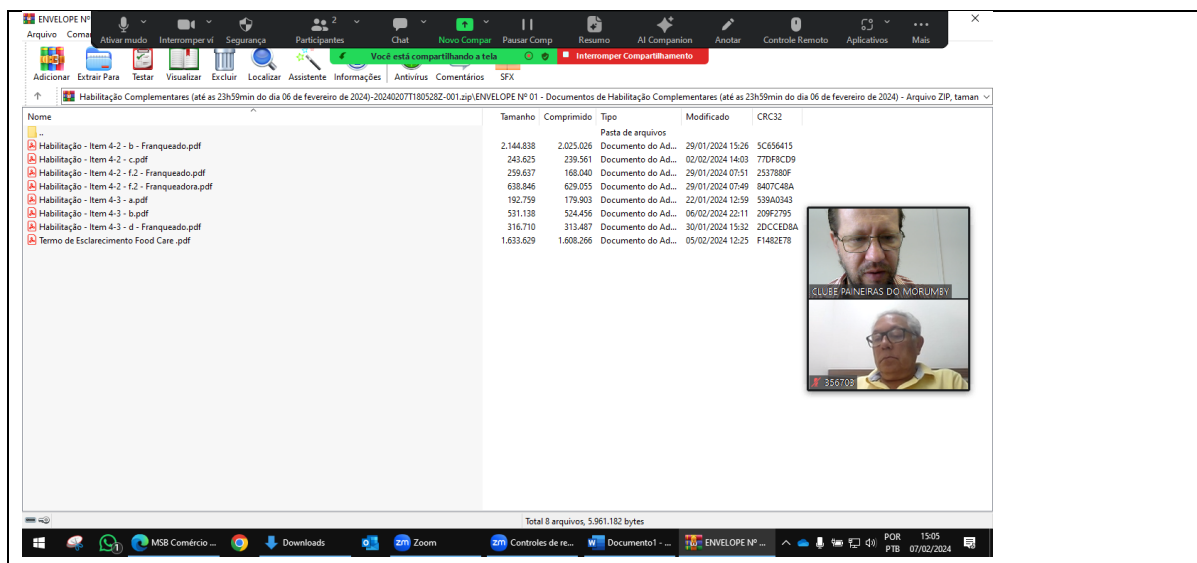 ENVELOPE Nº
Arquivo Coma
Ativar mudo Interromper ví Segurança Participantes 2 Chat Novo Compar Pausar Comp Resumo AI Companion Anotar Controle Remoto Aplicativos Mais
Você está compartilhando a tela Interromper Compartilhamento
Adicionar Extrair Para Testar Visualizar Excluir Localizar Assistente Informações Antivírus Comentários SFX
Habilitação Complementares (até as 23h59min do dia 06 de fevereiro de 2024)-20240207T180528Z-001.zip\ENVELOPE Nº 01 - Documentos de Habilitação Complementares (até as 23h59min do dia 06 de fevereiro de 2024) - Arquivo ZIP, taman
Nome Tamanho Comprimido Tipo Modificado CRC32
.. Pasta de arquivos
Habilitação - Item 4-2 - b - Franqueado.pdf 2.144.838 2.025.026 Documento do Ad... 29/01/2024 15:26 5C656415
Habilitação - Item 4-2 - c.pdf 243.625 239.561 Documento do Ad... 02/02/2024 14:03 77DF8CD9
Habilitação - Item 4-2 - f.2 - Franqueado.pdf 259.637 168.040 Documento do Ad... 29/01/2024 07:51 2537880F
Habilitação - Item 4-2 - f.2 - Franqueadora.pdf 638.846 629.055 Documento do Ad... 29/01/2024 07:49 8407C48A
Habilitação - Item 4-3 - a.pdf 192.759 179.903 Documento do Ad... 22/01/2024 12:59 539A0343
Habilitação - Item 4-3 - b.pdf 531.138 524.456 Documento do Ad... 06/02/2024 22:11 209F2795
Habilitação - Item 4-3 - d - Franqueado.pdf 316.710 313.487 Documento do Ad... 30/01/2024 15:32 2DCCED8A
Termo de Esclarecimento Food Care .pdf 1.633.629 1.608.266 Documento do Ad... 05/02/2024 12:25 F1482E78
CLUBE PAINEIRAS DO MORUMBY
356703
Total 8 arquivos, 5.961.182 bytes
1 MSB Comércio ... Downloads zm Zoom zm Controles de re... Documento1 - ... ENVELOPE Nº ... POR 15:05
PTB 07/02/2024